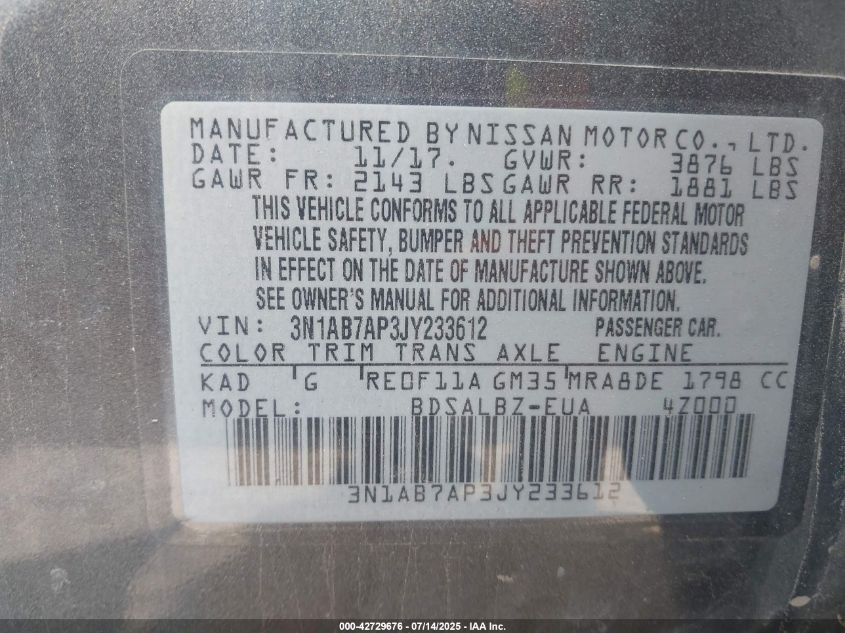 MANUFACTURED BY NISSAN MOTOR CO., LTD.
DATE: 11/17. GVWR: 3876 LBS
GAWR FR: 2143 LBS GAWR RR: 1881 LBS
THIS VEHICLE CONFORMS TO ALL APPLICABLE FEDERAL MOTOR
VEHICLE SAFETY, BUMPER AND THEFT PREVENTION STANDARDS
IN EFFECT ON THE DATE OF MANUFACTURE SHOWN ABOVE.
SEE OWNER'S MANUAL FOR ADDITIONAL INFORMATION.
VIN: 3N1AB7AP3JY233612 PASSENGER CAR.
COLOR TRIM TRANS AXLE ENGINE
KAD G RE0F11A GM35 MRA8DE 1798 CC
MODEL: BDSALBZ-EUA 4Z000
3N1AB7AP3JY233612
000-42729676 - 07/14/2025 - IAA Inc.